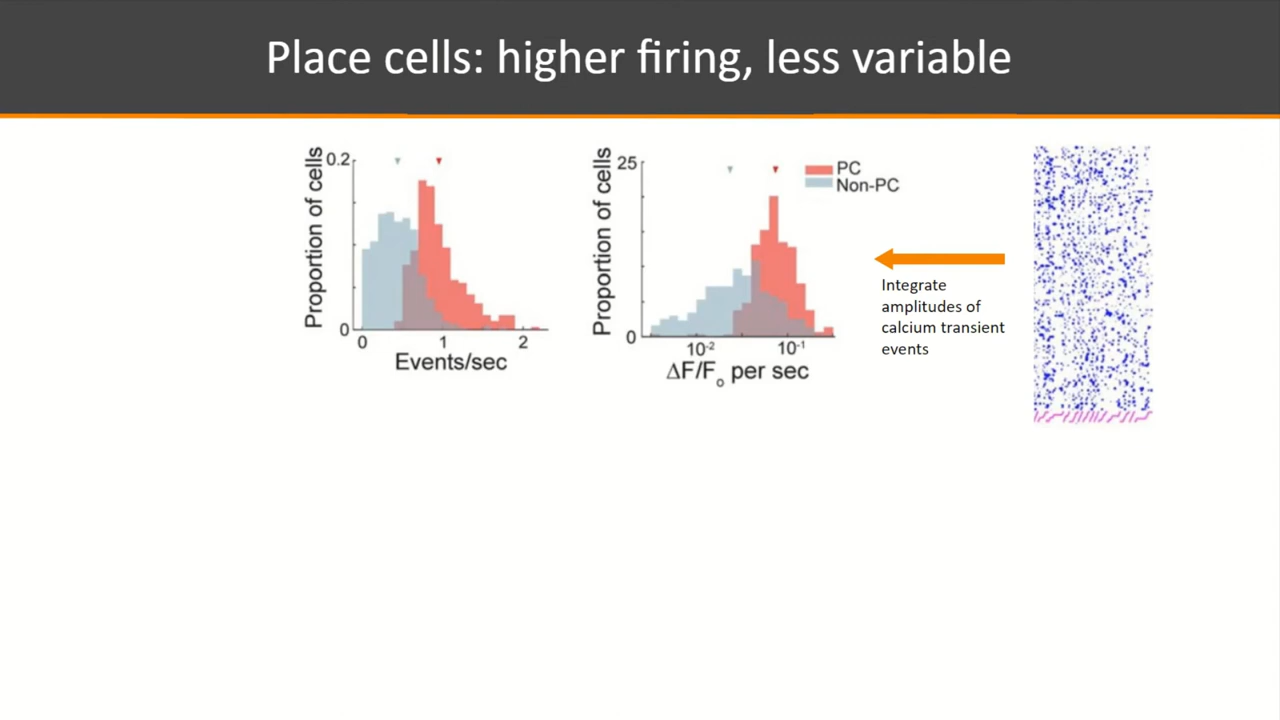 Place cells: higher firing, less variable
Proportion of cells
0.2
0
0
1
2
Events/sec
Proportion of cells
25
0
10-2
10-1
ΔF/Fo per sec
PC
Non-PC
Integrate
amplitudes of
calcium transient
events